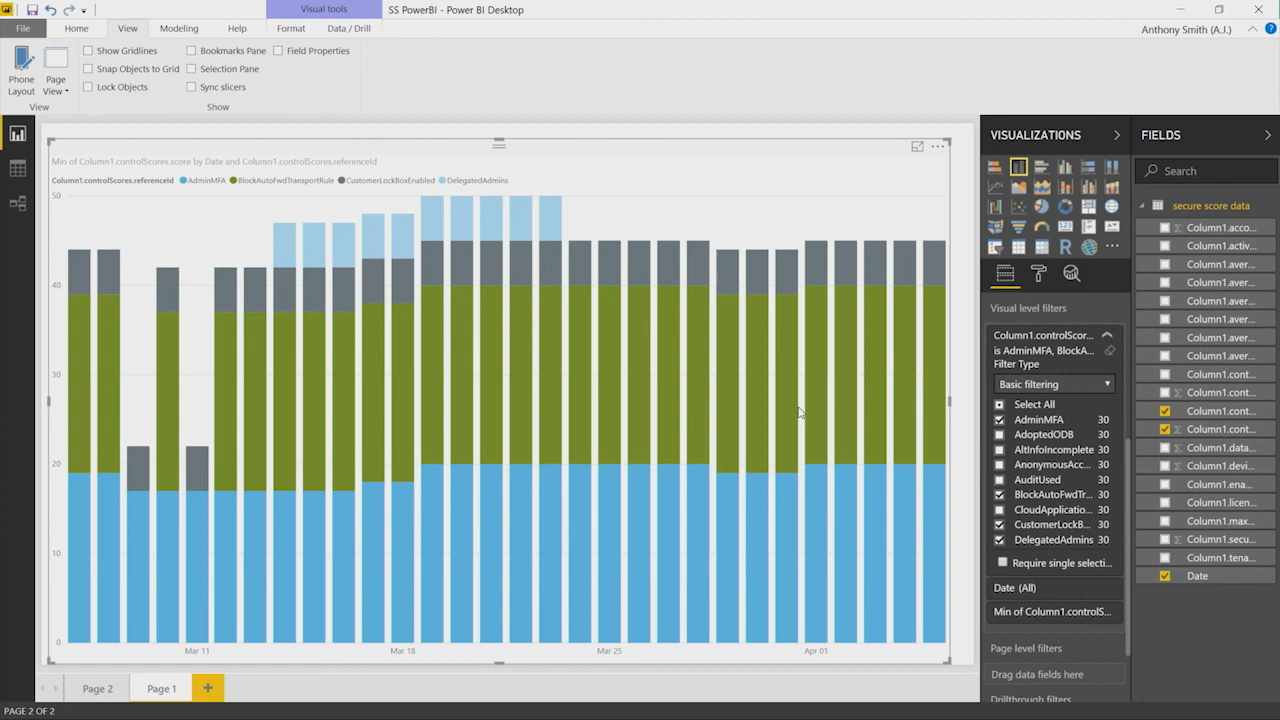 Visual tools
SS PowerBI - Power BI Desktop
File Home View Modeling Help Format Data / Drill
Anthony Smith (A.J.)
Phone Layout
Page View
Show Gridlines
Snap Objects to Grid
Lock Objects
Bookmarks Pane
Selection Pane
Sync slicers
Field Properties
View
Show
Min of Column1.controlScores.score by Date and Column1.controlScores.referenceId
Column1.controlScores.referenceId AdminMFA BlockAutoFwdTransportRule CustomerLockBoxEnabled DelegatedAdmins
50
40
30
20
10
0
Mar 11 Mar 18 Mar 25 Apr 01
Page 2 Page 1 +
PAGE 2 OF 2
VISUALIZATIONS
R
Visual level filters
Column1.controlScor...
is AdminMFA, BlockA...
Filter Type
Basic filtering
Select All
AdminMFA 30
AdoptedODB 30
AltInfoIncomplete 30
AnonymousAcc... 30
AuditUsed 30
BlockAutoFwdTr... 30
CloudApplicatio... 30
CustomerLockB... 30
DelegatedAdmins 30
Require single selecti...
Date (All)
Min of Column1.controlS...
Page level filters
Drag data fields here
Drillthrough filters
FIELDS
Search
secure score data
Column1.acco...
Column1.activ...
Column1.aver...
Column1.aver...
Column1.aver...
Column1.aver...
Column1.aver...
Column1.aver...
Column1.cont...
Column1.cont...
Column1.cont...
Column1.cont...
Column1.data...
Column1.devi...
Column1.ena...
Column1.licen...
Column1.max...
Column1.secu...
Column1.tena...
Date